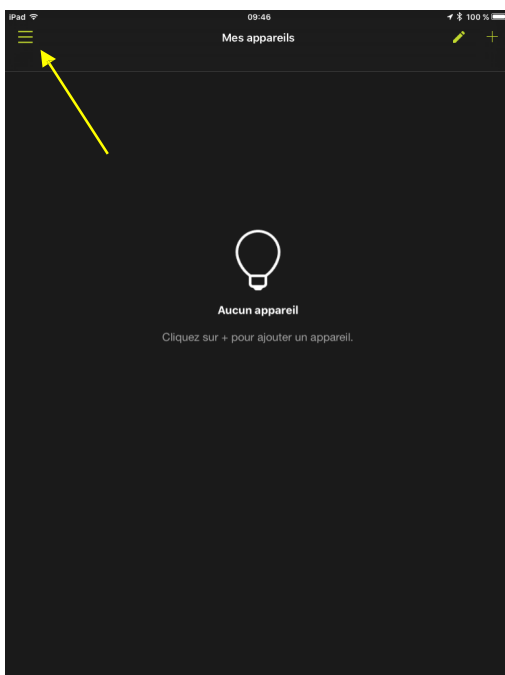 iPad 09:46 100 %
Mes appareils
Aucun appareil
Cliquez sur + pour ajouter un appareil.